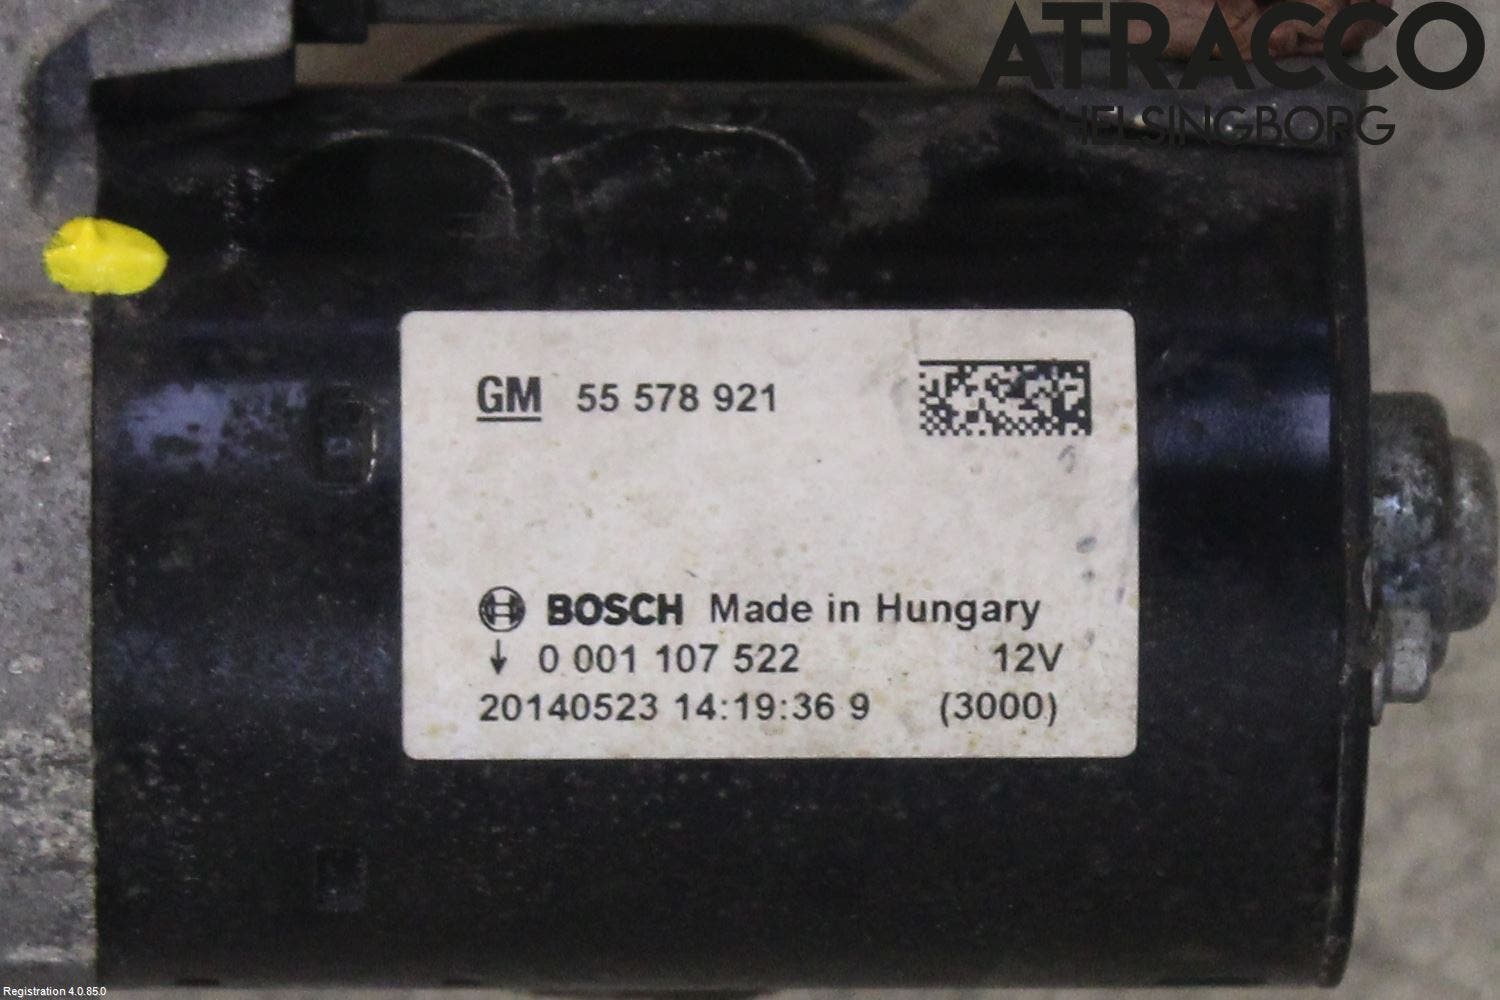 ATRACCO
HELSINGBORG
GM 55 578 921
BOSCH Made in Hungary
↓ 0 001 107 522 12V
20140523 14:19:36 9 (3000)
Registration 4.0.85.0